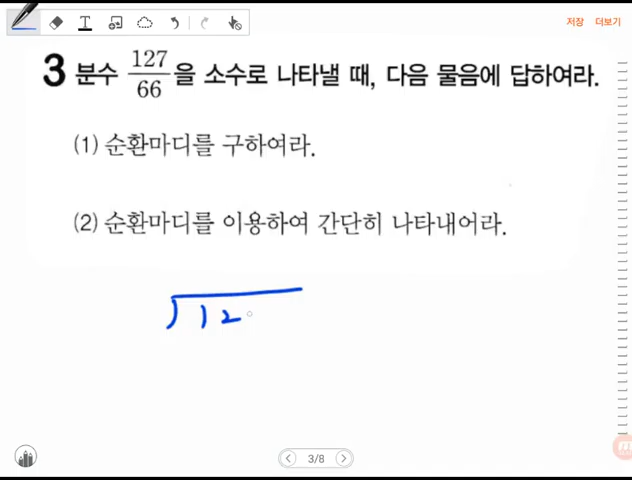 저장 더보기
3 분수 127/66 을 소수로 나타낼 때, 다음 물음에 답하여라.
(1) 순환마디를 구하여라.
(2) 순환마디를 이용하여 간단히 나타내어라.
12
3/8